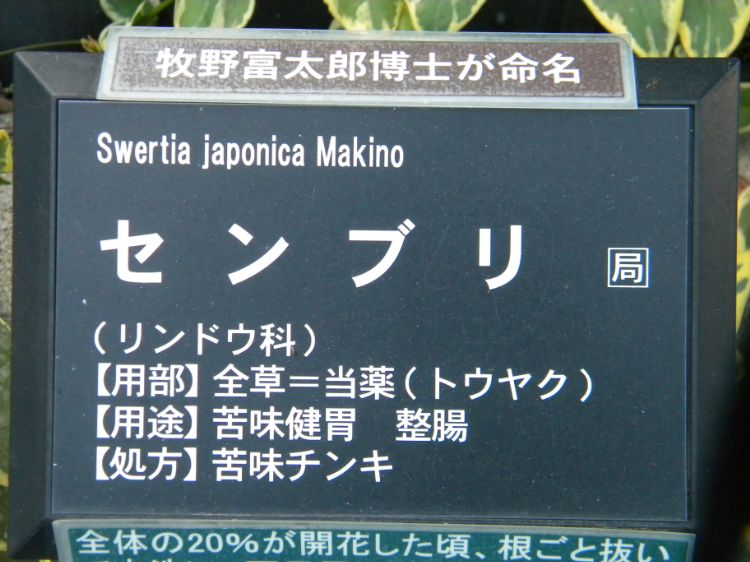 牧野富太郎博士が命名
Swertia japonica Makino
センブリ 局
(リンドウ科)
【用部】全草=当薬(トウヤク)
【用途】苦味健胃 整腸
【処方】苦味チンキ
全体の20%が開花した頃、根ごと抜い